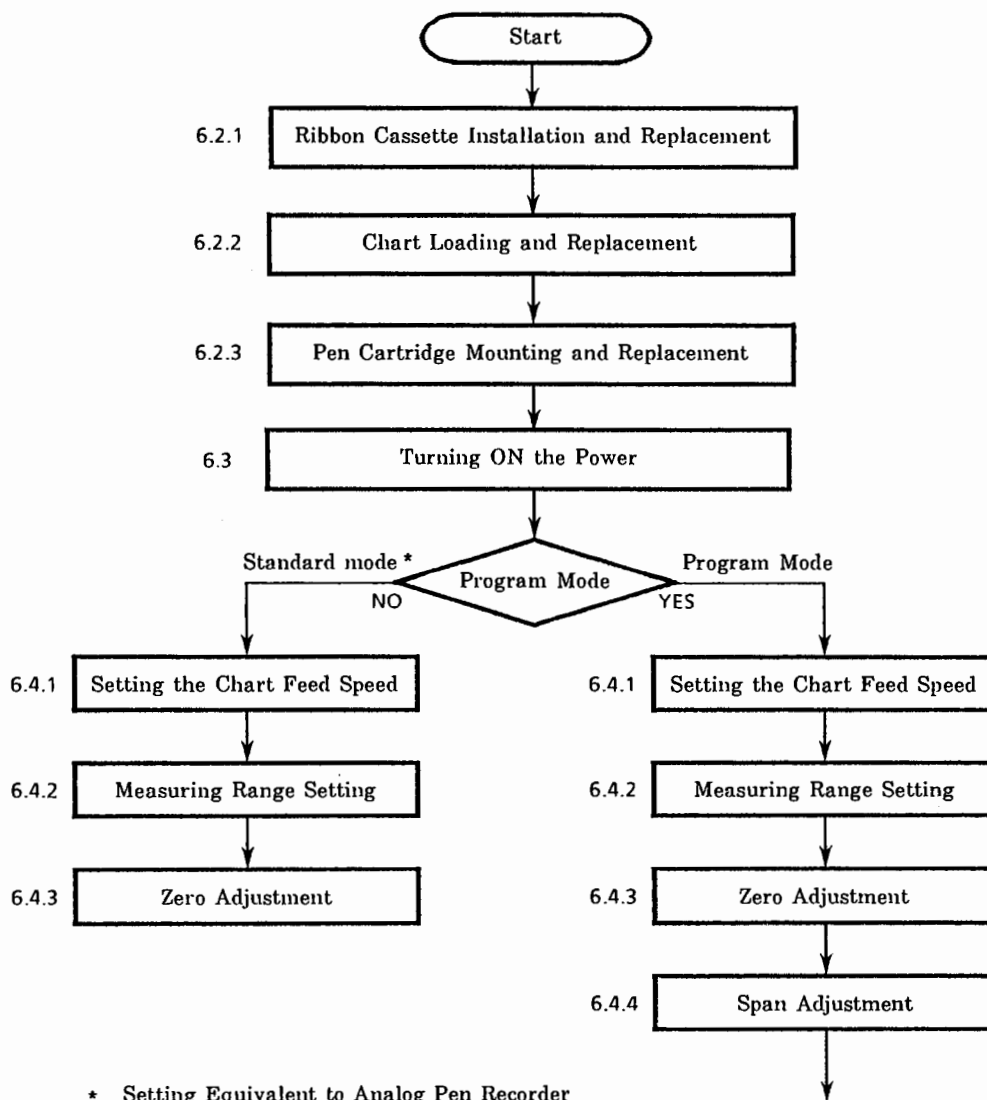 Start
6.2.1 Ribbon Cassette Installation and Replacement
6.2.2 Chart Loading and Replacement
6.2.3 Pen Cartridge Mounting and Replacement
6.3 Turning ON the Power
Standard mode * Program Mode Program Mode
NO YES
6.4.1 Setting the Chart Feed Speed 6.4.1 Setting the Chart Feed Speed
6.4.2 Measuring Range Setting 6.4.2 Measuring Range Setting
6.4.3 Zero Adjustment 6.4.3 Zero Adjustment
6.4.4 Span Adjustment
* Setting Equivalent to Analog Pen Recorder